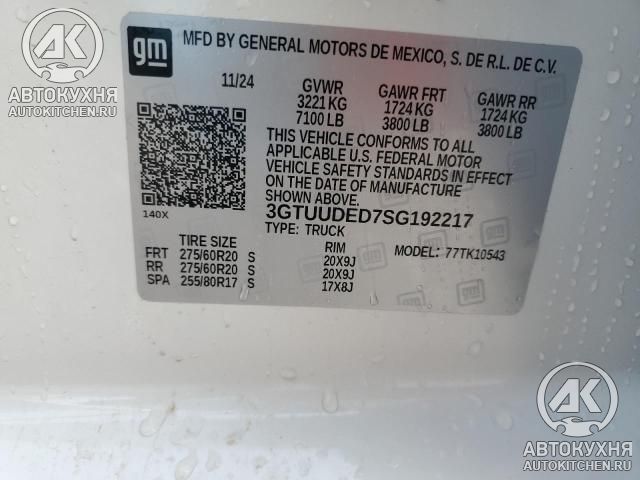 gm MFD BY GENERAL MOTORS DE MEXICO, S. DE R.L. DE C.V.
11/24 GVWR GAWR FRT GAWR RR
3221 KG 1724 KG 1724 KG
7100 LB 3800 LB 3800 LB
THIS VEHICLE CONFORMS TO ALL
APPLICABLE U.S. FEDERAL MOTOR
VEHICLE SAFETY STANDARDS IN EFFECT
ON THE DATE OF MANUFACTURE
SHOWN ABOVE.
140X
3GTUUDED7SG192217
TYPE: TRUCK
TIRE SIZE RIM MODEL: 77TK10543
FRT 275/60R20 S 20X9J
RR 275/60R20 S 20X9J
SPA 255/80R17 S 17X8J
АК
АВТОКУХНЯ
AUTOKITCHEN.RU
АК
АВТОКУХНЯ
AUTOKITCHEN.RU